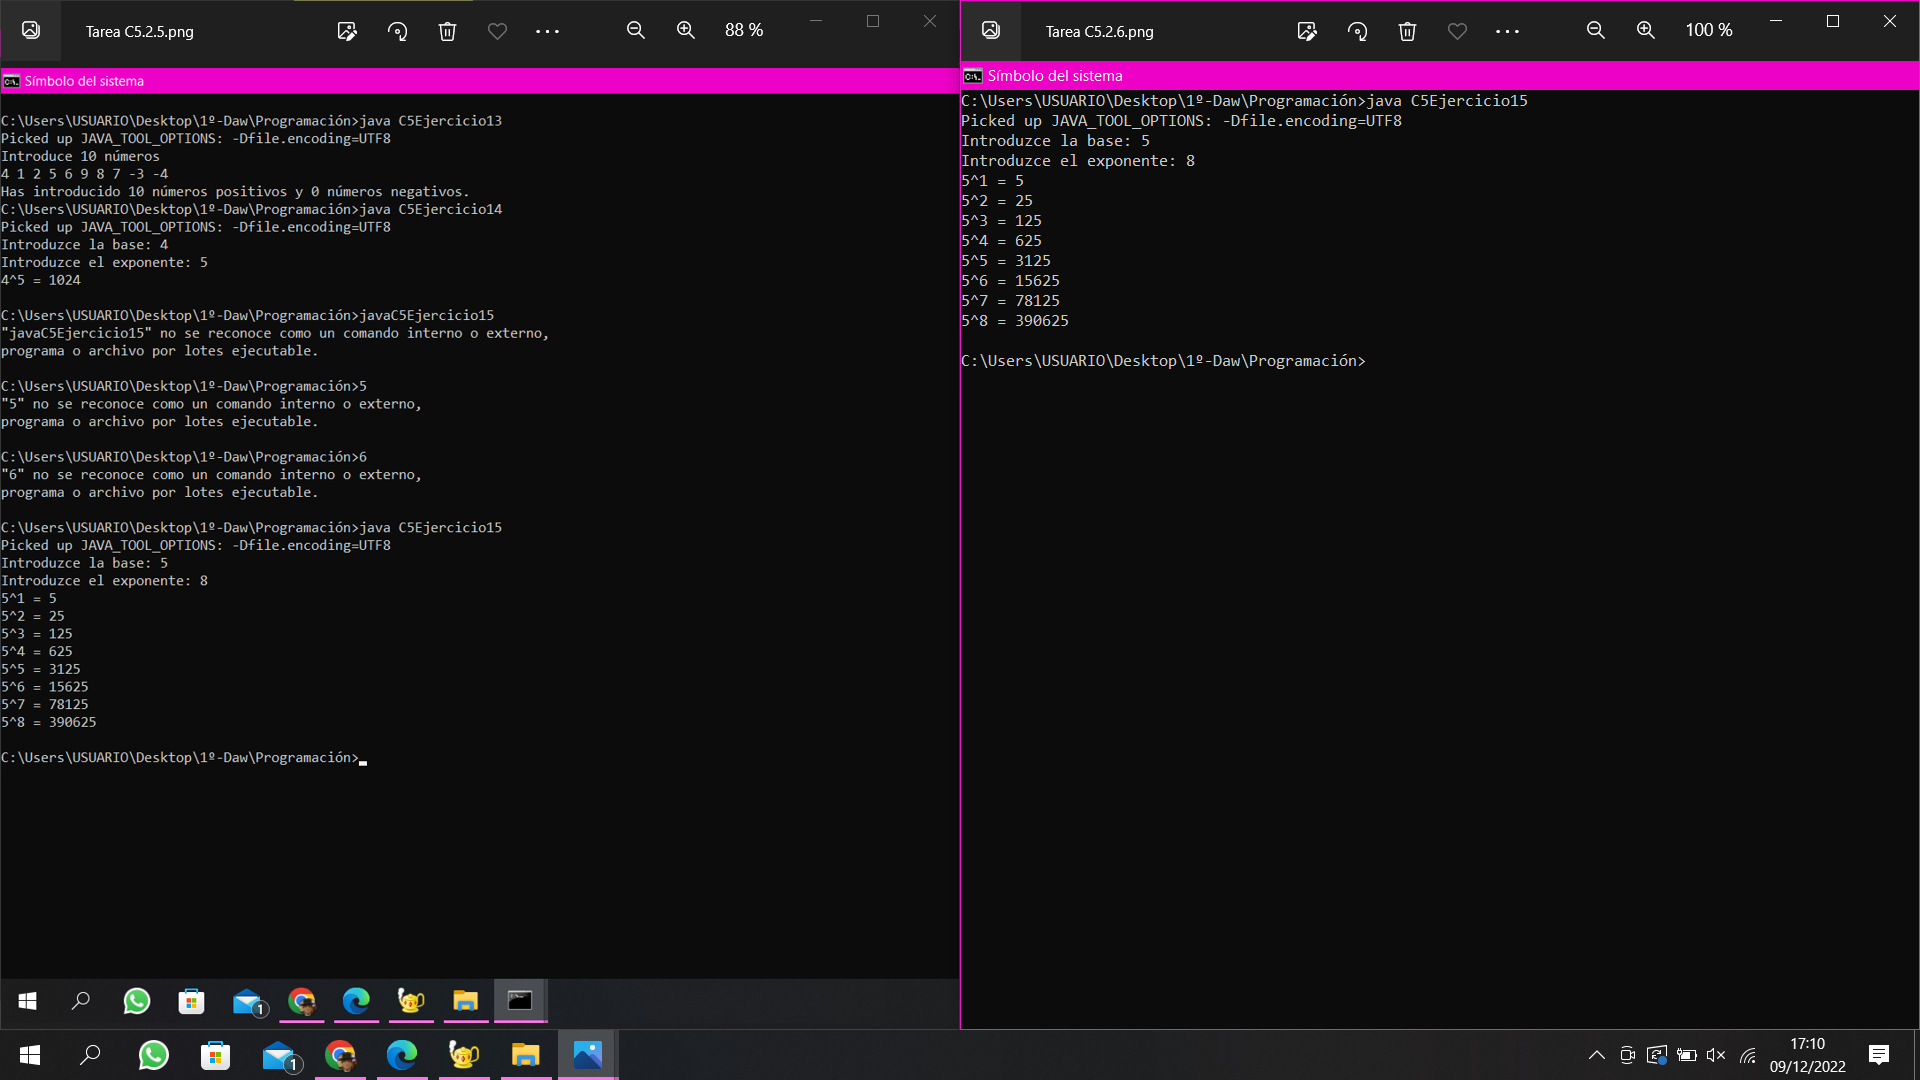 Tarea C5.2.5.png
88 %
Símbolo del sistema
C:\Users\USUARIO\Desktop\1º-Daw\Programación>java C5Ejercicio13
Picked up JAVA_TOOL_OPTIONS: -Dfile.encoding=UTF8
Introduce 10 números
4 1 2 5 6 9 8 7 -3 -4
Has introducido 10 números positivos y 0 números negativos.
C:\Users\USUARIO\Desktop\1º-Daw\Programación>java C5Ejercicio14
Picked up JAVA_TOOL_OPTIONS: -Dfile.encoding=UTF8
Introduzce la base: 4
Introduzce el exponente: 5
4^5 = 1024
C:\Users\USUARIO\Desktop\1º-Daw\Programación>javaC5Ejercicio15
"javaC5Ejercicio15" no se reconoce como un comando interno o externo,
programa o archivo por lotes ejecutable.
C:\Users\USUARIO\Desktop\1º-Daw\Programación>5
"5" no se reconoce como un comando interno o externo,
programa o archivo por lotes ejecutable.
C:\Users\USUARIO\Desktop\1º-Daw\Programación>6
"6" no se reconoce como un comando interno o externo,
programa o archivo por lotes ejecutable.
C:\Users\USUARIO\Desktop\1º-Daw\Programación>java C5Ejercicio15
Picked up JAVA_TOOL_OPTIONS: -Dfile.encoding=UTF8
Introduzce la base: 5
Introduzce el exponente: 8
5^1 = 5
5^2 = 25
5^3 = 125
5^4 = 625
5^5 = 3125
5^6 = 15625
5^7 = 78125
5^8 = 390625
C:\Users\USUARIO\Desktop\1º-Daw\Programación>
1
Tarea C5.2.6.png
100 %
Símbolo del sistema
C:\Users\USUARIO\Desktop\1º-Daw\Programación>java C5Ejercicio15
Picked up JAVA_TOOL_OPTIONS: -Dfile.encoding=UTF8
Introduzce la base: 5
Introduzce el exponente: 8
5^1 = 5
5^2 = 25
5^3 = 125
5^4 = 625
5^5 = 3125
5^6 = 15625
5^7 = 78125
5^8 = 390625
C:\Users\USUARIO\Desktop\1º-Daw\Programación>
1
17:10
09/12/2022